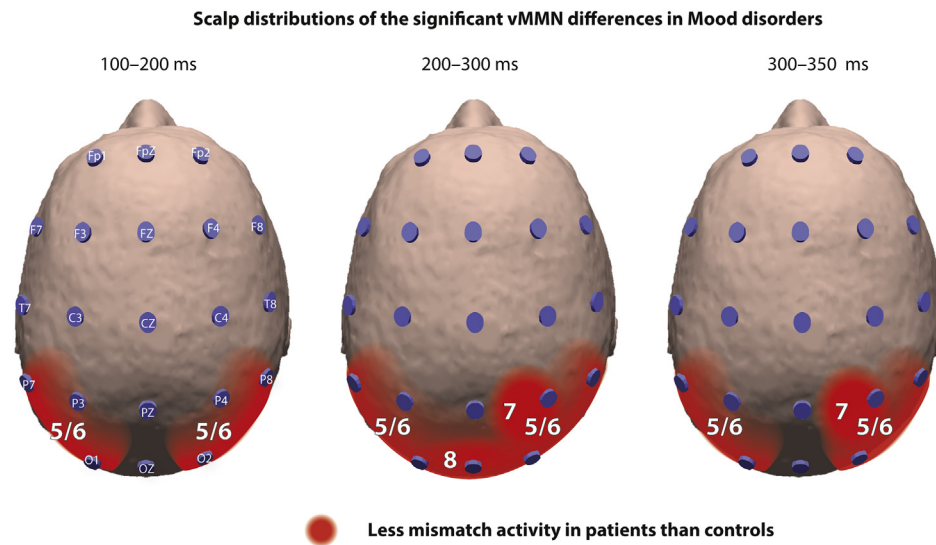 Scalp distributions of the significant vMMN differences in Mood disorders
100–200 ms
200–300 ms
300–350 ms
Fp1 FpZ Fp2
F7 F3 FZ F4 F8
T7 C3 CZ C4 T8
P7 P3 PZ P4 P8
5/6 5/6
O1 OZ O2
7
5/6 5/6
8
7
5/6 5/6
Less mismatch activity in patients than controls